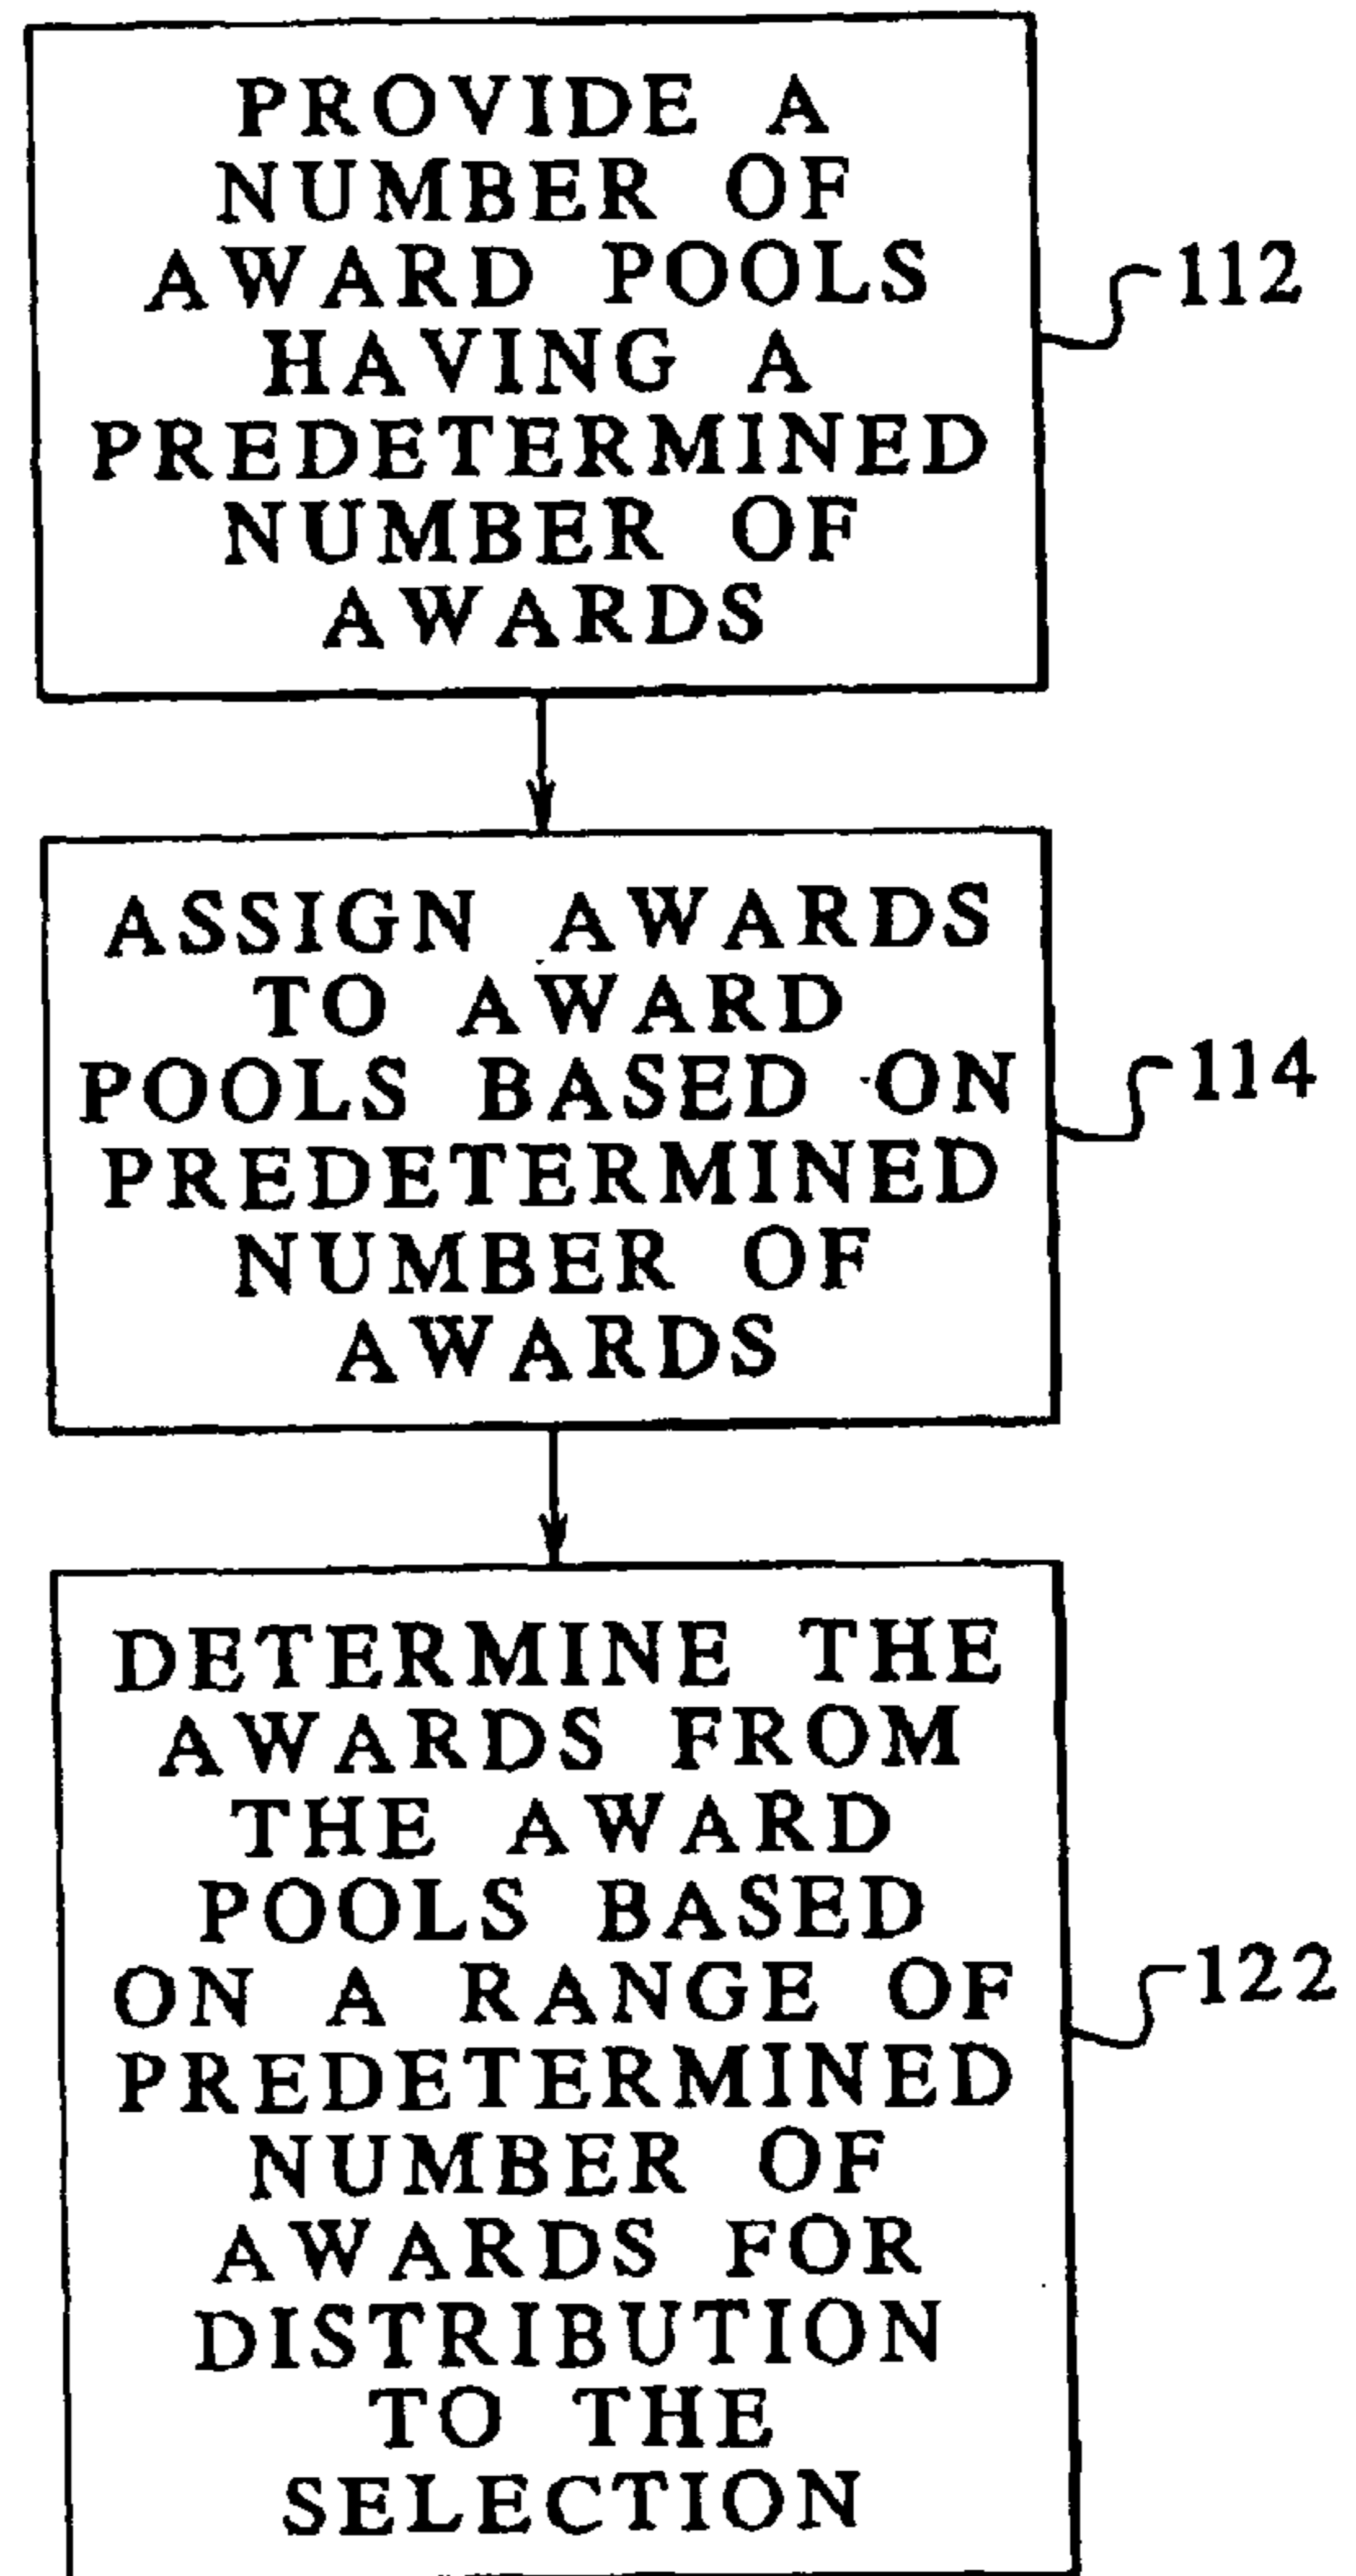 PROVIDE A
NUMBER OF
AWARD POOLS
HAVING A
PREDETERMINED
NUMBER OF
AWARDS
112
ASSIGN AWARDS
TO AWARD
POOLS BASED ON
PREDETERMINED
NUMBER OF
AWARDS
114
DETERMINE THE
AWARDS FROM
THE AWARD
POOLS BASED
ON A RANGE OF
PREDETERMINED
NUMBER OF
AWARDS FOR
DISTRIBUTION
TO THE
SELECTION
122